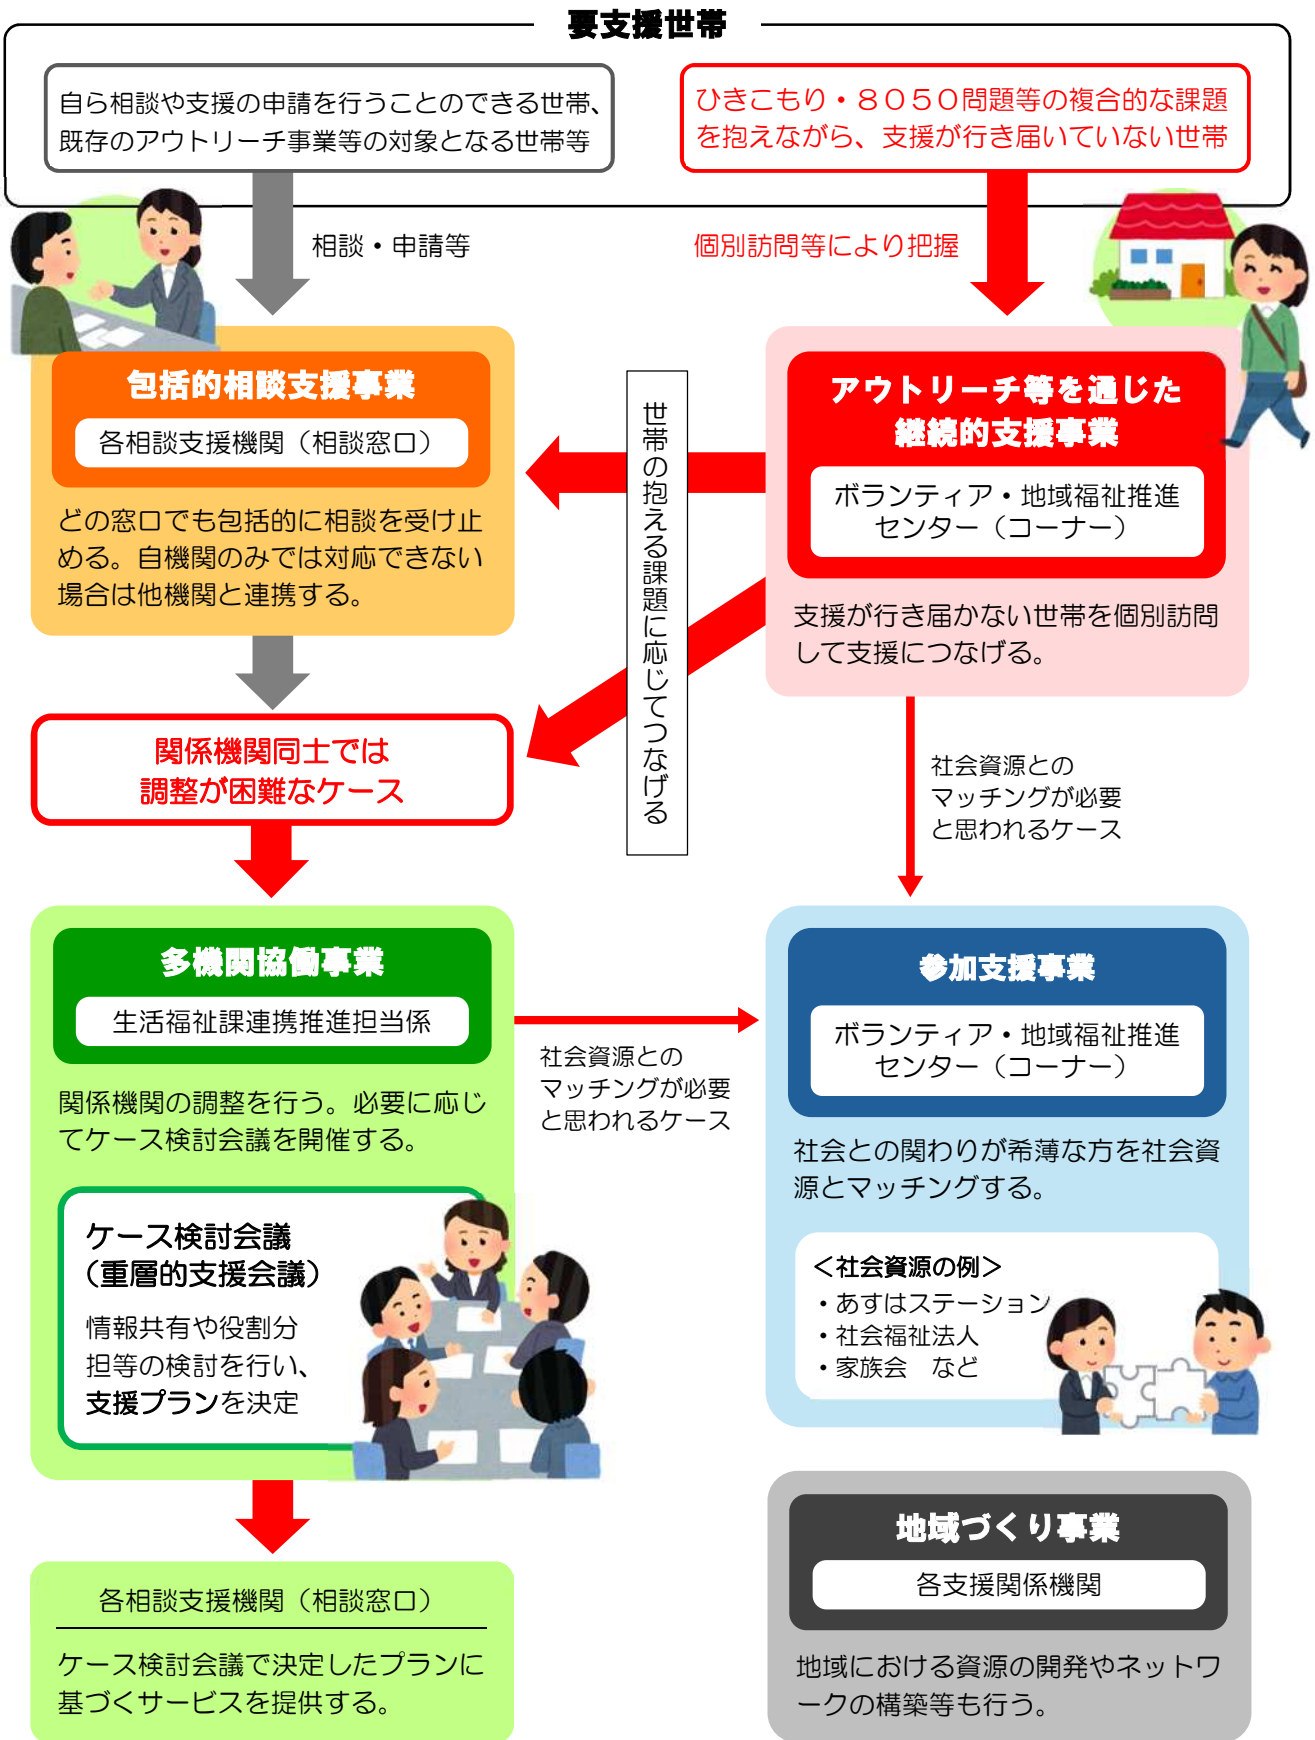 要支援世帯
自ら相談や支援の申請を行うことのできる世帯、
既存のアウトリーチ事業等の対象となる世帯等
ひきこもり・８０５０問題等の複合的な課題
を抱えながら、支援が行き届いていない世帯
相談・申請等
個別訪問等により把握
包括的相談支援事業
各相談支援機関（相談窓口）
どの窓口でも包括的に相談を受け止
める。自機関のみでは対応できない
場合は他機関と連携する。
世帯の抱える課題に応じてつなげる
アウトリーチ等を通じた
継続的支援事業
ボランティア・地域福祉推進
センター（コーナー）
支援が行き届かない世帯を個別訪問
して支援につなげる。
関係機関同士では
調整が困難なケース
社会資源との
マッチングが必要
と思われるケース
多機関協働事業
生活福祉課連携推進担当係
関係機関の調整を行う。必要に応じ
てケース検討会議を開催する。
ケース検討会議
（重層的支援会議）
情報共有や役割分
担等の検討を行い、
支援プランを決定
社会資源との
マッチングが必要
と思われるケース
参加支援事業
ボランティア・地域福祉推進
センター（コーナー）
社会との関わりが希薄な方を社会資
源とマッチングする。
＜社会資源の例＞
・あすはステーション
・社会福祉法人
・家族会　など
各相談支援機関（相談窓口）
ケース検討会議で決定したプランに
基づくサービスを提供する。
地域づくり事業
各支援関係機関
地域における資源の開発やネットワ
ークの構築等も行う。